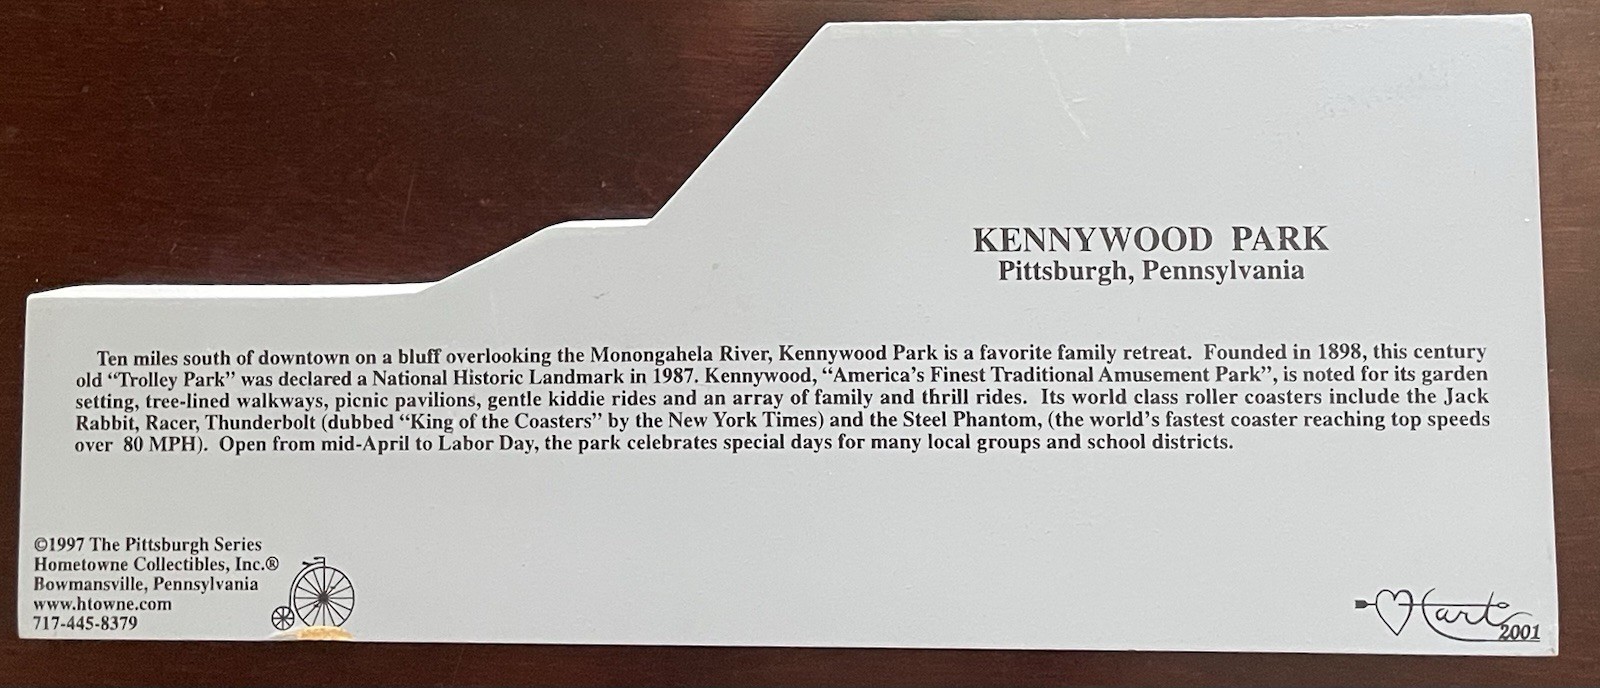 KENNYWOOD PARK
Pittsburgh, Pennsylvania
Ten miles south of downtown on a bluff overlooking the Monongahela River, Kennywood Park is a favorite family retreat. Founded in 1898, this century
old “Trolley Park” was declared a National Historic Landmark in 1987. Kennywood, “America’s Finest Traditional Amusement Park”, is noted for its garden
setting, tree-lined walkways, picnic pavilions, gentle kiddie rides and an array of family and thrill rides. Its world class roller coasters include the Jack
Rabbit, Racer, Thunderbolt (dubbed “King of the Coasters” by the New York Times) and the Steel Phantom, (the world’s fastest coaster reaching top speeds
over 80 MPH). Open from mid-April to Labor Day, the park celebrates special days for many local groups and school districts.
©1997 The Pittsburgh Series
Hometowne Collectibles, Inc.®
Bowmansville, Pennsylvania
www.htowne.com
717-445-8379
Hart
2001